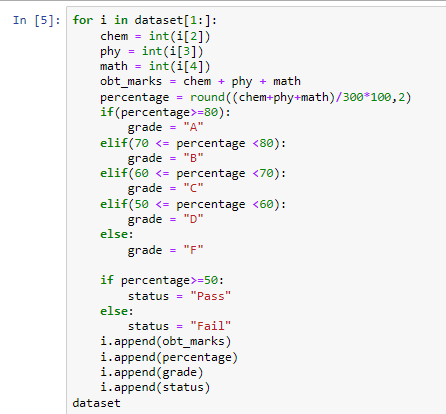 In [5]: for i in dataset[1:]:
    chem = int(i[2])
    phy = int(i[3])
    math = int(i[4])
    obt_marks = chem + phy + math
    percentage = round((chem+phy+math)/300*100,2)
    if(percentage>=80):
        grade = "A"
    elif(70 <= percentage <80):
        grade = "B"
    elif(60 <= percentage <70):
        grade = "C"
    elif(50 <= percentage <60):
        grade = "D"
    else:
        grade = "F"

    if percentage>=50:
        status = "Pass"
    else:
        status = "Fail"
    i.append(obt_marks)
    i.append(percentage)
    i.append(grade)
    i.append(status)
dataset